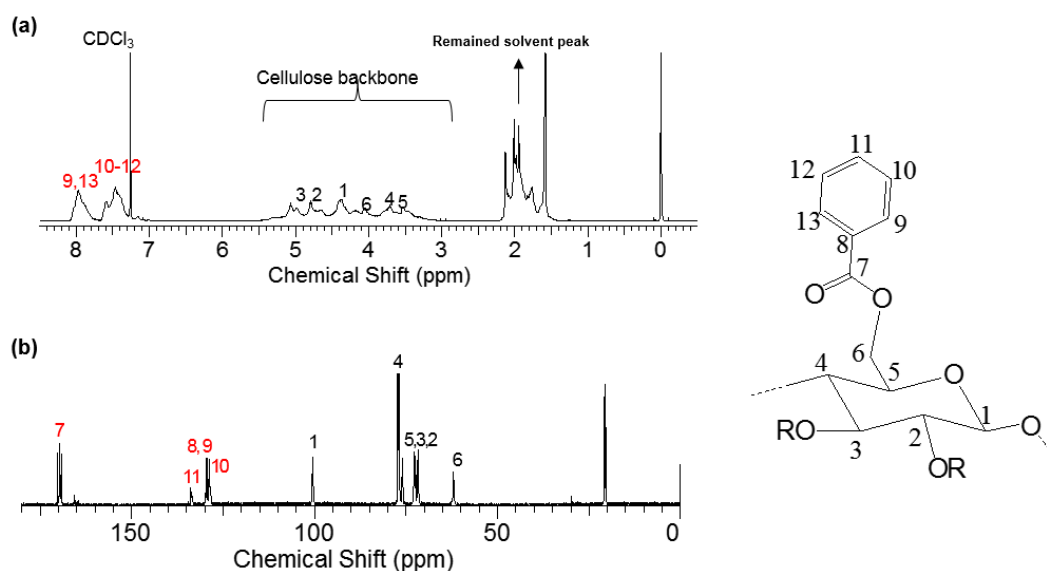 (a)
CDCl3
Remained solvent peak
Cellulose backbone
9,13
10-12
3 2 1 6 4 5
8 7 6 5 4 3 2 1 0
Chemical Shift (ppm)
(b)
7
8, 9
11
10
1
4
5,3,2
6
150 100 50 0
Chemical Shift (ppm)
11
12
10
13
9
8
7
O
O
6
4
5
O
1
O
RO
3
2
OR